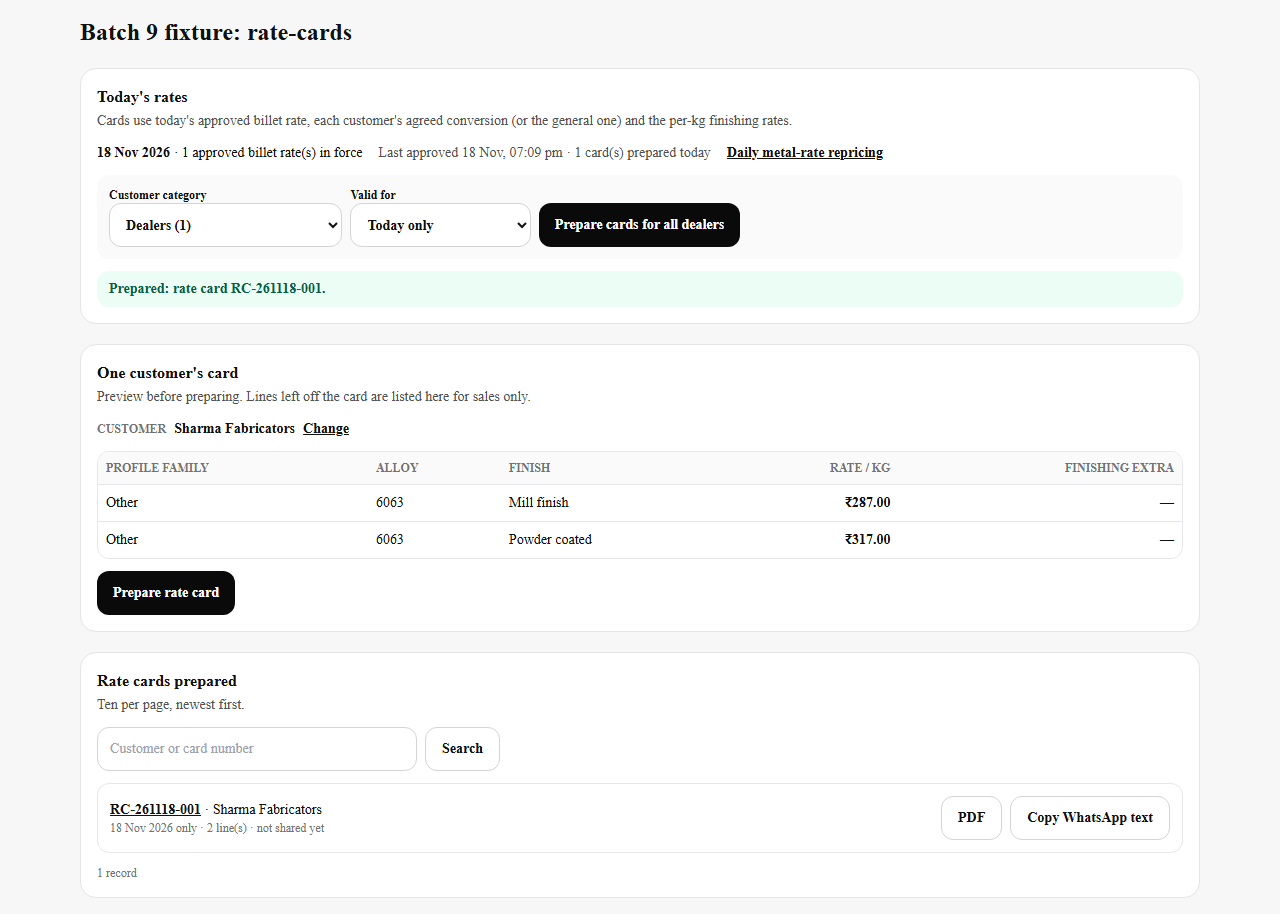 Batch 9 fixture: rate-cards
Today's rates
Cards use today's approved billet rate, each customer's agreed conversion (or the general one) and the per-kg finishing rates.
18 Nov 2026 · 1 approved billet rate(s) in force Last approved 18 Nov, 07:09 pm · 1 card(s) prepared today Daily metal-rate repricing
Customer category Valid for
Dealers (1) Today only Prepare cards for all dealers
Prepared: rate card RC-261118-001.
One customer's card
Preview before preparing. Lines left off the card are listed here for sales only.
CUSTOMER Sharma Fabricators Change
PROFILE FAMILY ALLOY FINISH RATE / KG FINISHING EXTRA
Other 6063 Mill finish ₹287.00 —
Other 6063 Powder coated ₹317.00 —
Prepare rate card
Rate cards prepared
Ten per page, newest first.
Customer or card number Search
RC-261118-001 · Sharma Fabricators PDF Copy WhatsApp text
18 Nov 2026 only · 2 line(s) · not shared yet
1 record